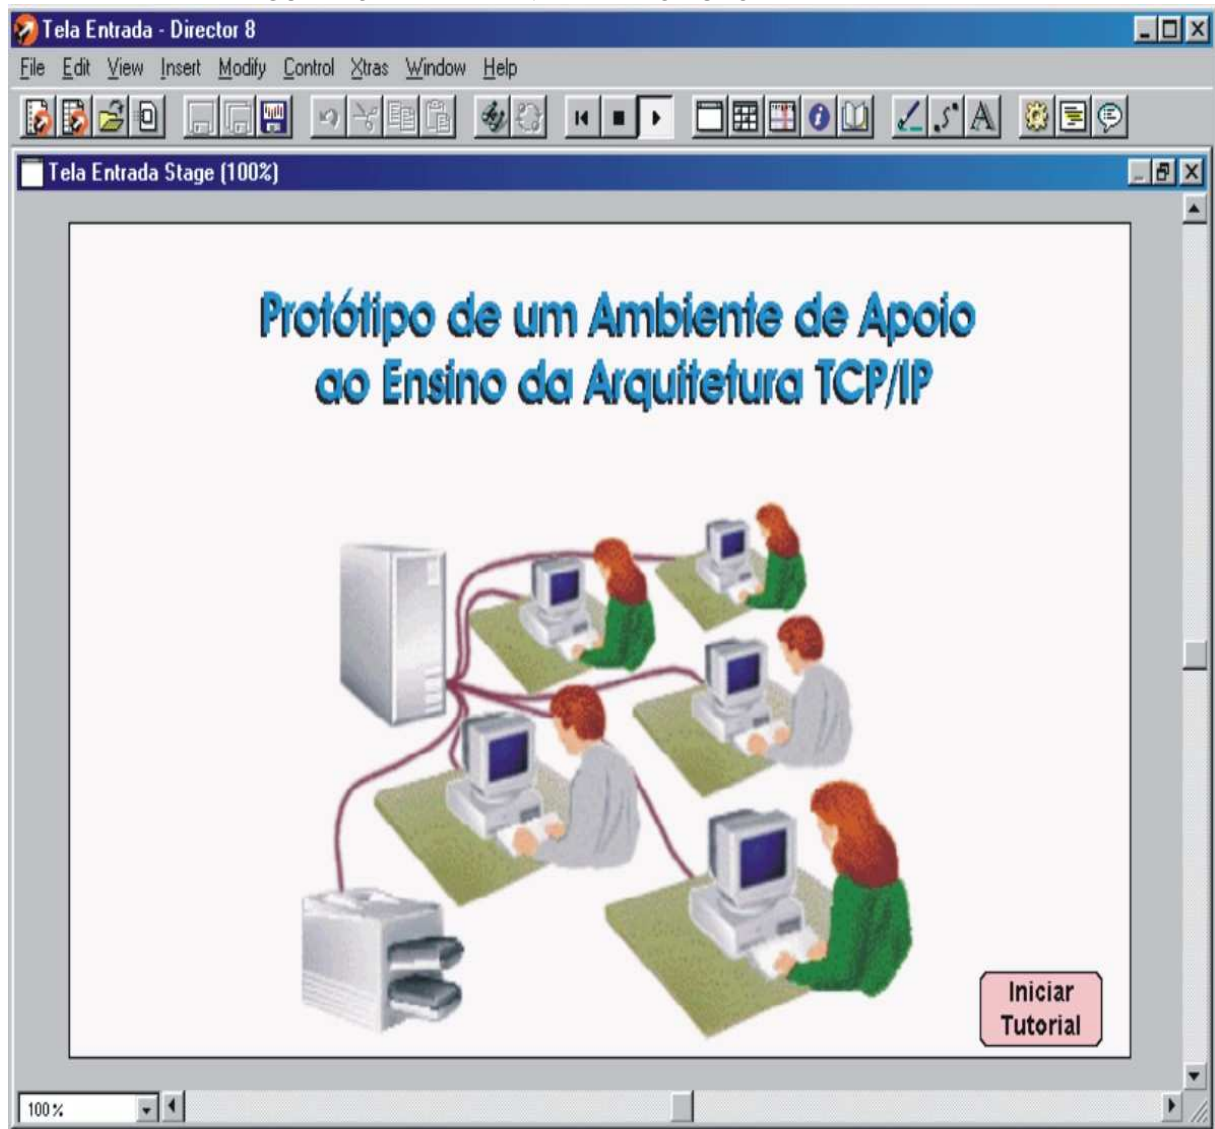 Tela Entrada - Director 8
File Edit View Insert Modify Control Xtras Window Help
Tela Entrada Stage (100%)
Protótipo de um Ambiente de Apoio
ao Ensino da Arquitetura TCP/IP
Iniciar
Tutorial
100%